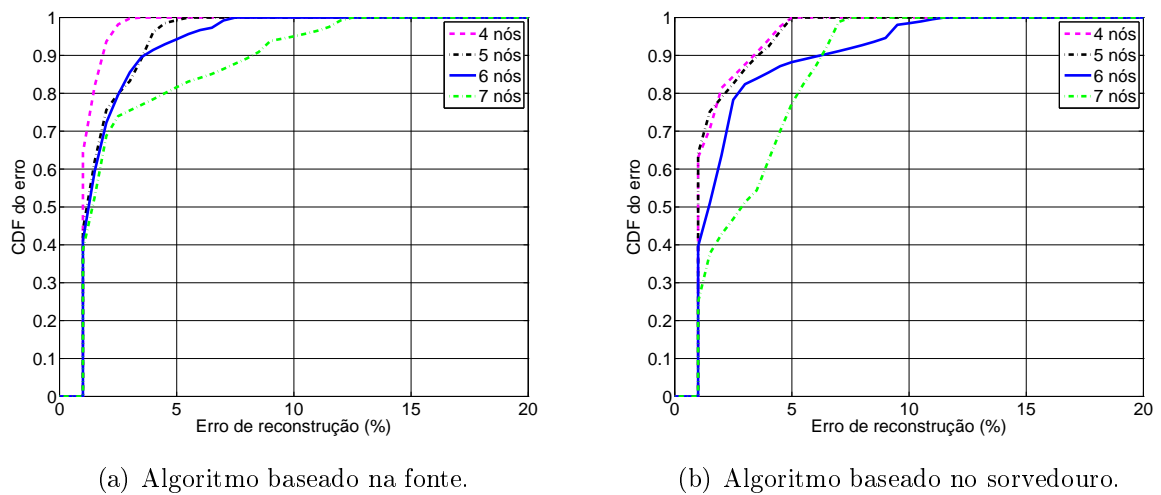 1
0.9
0.8
0.7
0.6
0.5
0.4
0.3
0.2
0.1
0
CDF do erro
4 nós
5 nós
6 nós
7 nós
0 5 10 15 20
Erro de reconstrução (%)
(a) Algoritmo baseado na fonte.
1
0.9
0.8
0.7
0.6
0.5
0.4
0.3
0.2
0.1
0
CDF do erro
4 nós
5 nós
6 nós
7 nós
0 5 10 15 20
Erro de reconstrução (%)
(b) Algoritmo baseado no sorvedouro.